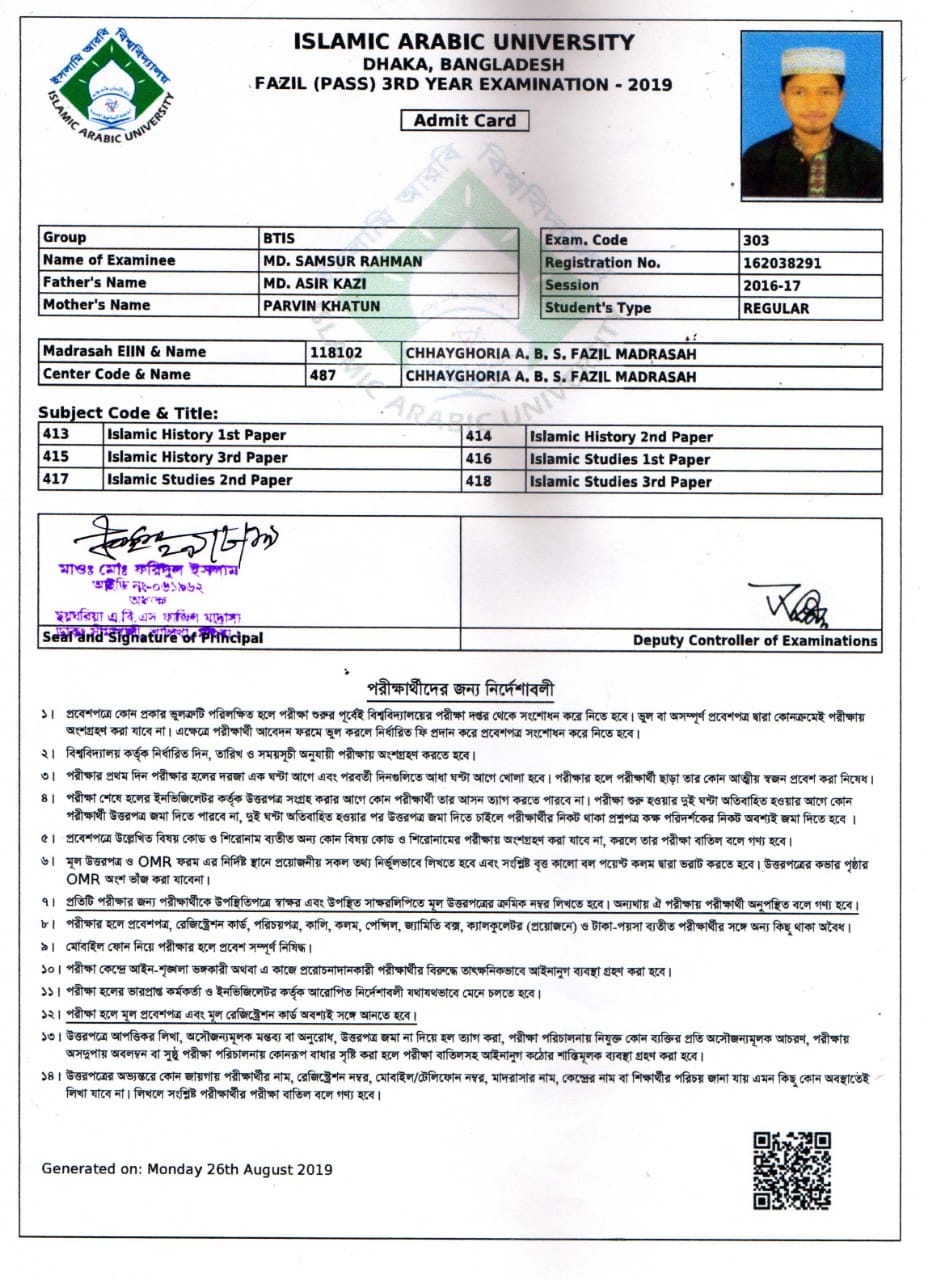 ইসলামি আরবি বিশ্ববিদ্যালয়
ISLAMIC ARABIC UNIVERSITY
ISLAMIC ARABIC UNIVERSITY
DHAKA, BANGLADESH
FAZIL (PASS) 3RD YEAR EXAMINATION - 2019
Admit Card
ইসলামি আরবি বিশ্ববিদ্যালয়
ISLAMIC ARABIC UNIVERSITY
Group BTIS
Name of Examinee MD. SAMSUR RAHMAN
Father's Name MD. ASIR KAZI
Mother's Name PARVIN KHATUN
Exam. Code 303
Registration No. 162038291
Session 2016-17
Student's Type REGULAR
Madrasah EIIN & Name 118102 CHHAYGHORIA A. B. S. FAZIL MADRASAH
Center Code & Name 487 CHHAYGHORIA A. B. S. FAZIL MADRASAH
Subject Code & Title:
413 Islamic History 1st Paper 414 Islamic History 2nd Paper
415 Islamic History 3rd Paper 416 Islamic Studies 1st Paper
417 Islamic Studies 2nd Paper 418 Islamic Studies 3rd Paper
মাওঃ মোঃ ফরিদুল ইসলাম
আইডি নং-০৬১৯৬২
অধ্যক্ষ
ছয়ঘরিয়া এ.বি.এস ফাজিল মাদ্রাসা
Seal and Signature of Principal
Deputy Controller of Examinations
পরীক্ষার্থীদের জন্য নির্দেশাবলী
১। প্রবেশপত্রে কোন প্রকার ভুলত্রুটি পরিলক্ষিত হলে পরীক্ষা শুরুর পূর্বেই বিশ্ববিদ্যালয়ের পরীক্ষা দপ্তর থেকে সংশোধন করে নিতে হবে। ভুল বা অসম্পূর্ণ প্রবেশপত্র দ্বারা কোনক্রমেই পরীক্ষায়
অংশগ্রহণ করা যাবে না। এক্ষেত্রে পরীক্ষার্থী আবেদন ফরমে ভুল করলে নির্ধারিত ফি প্রদান করে প্রবেশপত্র সংশোধন করে নিতে হবে।
২। বিশ্ববিদ্যালয় কর্তৃক নির্ধারিত দিন, তারিখ ও সময়সূচী অনুযায়ী পরীক্ষায় অংশগ্রহণ করতে হবে।
৩। পরীক্ষার প্রথম দিন পরীক্ষার হলের দরজা এক ঘন্টা আগে এবং পরবর্তী দিনগুলিতে আধা ঘন্টা আগে খোলা হবে। পরীক্ষার হলে পরীক্ষার্থী ছাড়া তার কোন আত্মীয় স্বজন প্রবেশ করা নিষেধ।
৪। পরীক্ষা শেষে হলের ইনভিজিলেটর কর্তৃক উত্তরপত্র সংগ্রহ করার আগে কোন পরীক্ষার্থী তার আসন ত্যাগ করতে পারবে না। পরীক্ষা শুরু হওয়ার দুই ঘন্টা অতিবাহিত হওয়ার আগে কোন
পরীক্ষার্থী উত্তরপত্র জমা দিতে পারবে না, দুই ঘন্টা অতিবাহিত হওয়ার পর উত্তরপত্র জমা দিতে চাইলে পরীক্ষার্থীর নিকট থাকা প্রশ্নপত্র কক্ষ পরিদর্শকের নিকট অবশ্যই জমা দিতে হবে ।
৫। প্রবেশপত্রে উল্লেখিত বিষয় কোড ও শিরোনাম ব্যতীত অন্য কোন বিষয় কোড ও শিরোনামের পরীক্ষায় অংশগ্রহণ করা যাবে না, করলে তার পরীক্ষা বাতিল বলে গণ্য হবে।
৬। মূল উত্তরপত্র ও OMR ফরম এর নির্দিষ্ট স্থানে প্রয়োজনীয় সকল তথ্য নির্ভুলভাবে লিখতে হবে এবং সংশ্লিষ্ট বৃত্ত কালো বল পয়েন্ট কলম দ্বারা ভরাট করতে হবে। উত্তরপত্রের কভার পৃষ্ঠার
OMR অংশ ভাঁজ করা যাবেনা।
৭। প্রতিটি পরীক্ষার জন্য পরীক্ষার্থীকে উপস্থিতিপত্রে স্বাক্ষর এবং উপস্থিত সাক্ষরলিপিতে মূল উত্তরপত্রের ক্রমিক নম্বর লিখতে হবে। অন্যথায় ঐ পরীক্ষায় পরীক্ষার্থী অনুপস্থিত বলে গণ্য হবে।
৮। পরীক্ষার হলে প্রবেশপত্র, রেজিষ্ট্রেশন কার্ড, পরিচয়পত্র, কালি, কলম, পেন্সিল, জ্যামিতি বক্স, ক্যালকুলেটর (প্রয়োজনে) ও টাকা-পয়সা ব্যতীত পরীক্ষার্থীর সঙ্গে অন্য কিছু থাকা অবৈধ।
৯। মোবাইল ফোন নিয়ে পরীক্ষার হলে প্রবেশ সম্পূর্ণ নিষিদ্ধ।
১০। পরীক্ষা কেন্দ্রে আইন-শৃঙ্খলা ভঙ্গকারী অথবা এ কাজে প্ররোচনাদানকারী পরীক্ষার্থীর বিরুদ্ধে তাৎক্ষনিকভাবে আইনানুগ ব্যবস্থা গ্রহণ করা হবে।
১১। পরীক্ষা হলের ভারপ্রাপ্ত কর্মকর্তা ও ইনভিজিলেটর কর্তৃক আরোপিত নির্দেশাবলী যথাযথভাবে মেনে চলতে হবে।
১২। পরীক্ষা হলে মূল প্রবেশপত্র এবং মূল রেজিস্ট্রেশন কার্ড অবশ্যই সঙ্গে আনতে হবে।
১৩। উত্তরপত্রে আপত্তিকর লিখা, অসৌজন্যমূলক মন্তব্য বা অনুরোধ, উত্তরপত্র জমা না দিয়ে হল ত্যাগ করা, পরীক্ষা পরিচালনায় নিযুক্ত কোন ব্যক্তির প্রতি অসৌজন্যমূলক আচরণ, পরীক্ষায়
অসদুপায় অবলম্বন বা সুষ্ঠু পরীক্ষা পরিচালনায় কোনরূপ বাধার সৃষ্টি করা হলে পরীক্ষা বাতিলসহ আইনানুগ কঠোর শাস্তিমূলক ব্যবস্থা গ্রহণ করা হবে।
১৪। উত্তরপত্রের অভ্যন্তরে কোন জায়গায় পরীক্ষার্থীর নাম, রেজিস্ট্রেশন নম্বর, মোবাইল/টেলিফোন নম্বর, মাদরাসার নাম, কেন্দ্রের নাম বা শিক্ষার্থীর পরিচয় জানা যায় এমন কিছু কোন অবস্থাতেই
লিখা যাবে না। লিখলে সংশ্লিষ্ট পরীক্ষার্থীর পরীক্ষা বাতিল বলে গণ্য হবে।
Generated on: Monday 26th August 2019